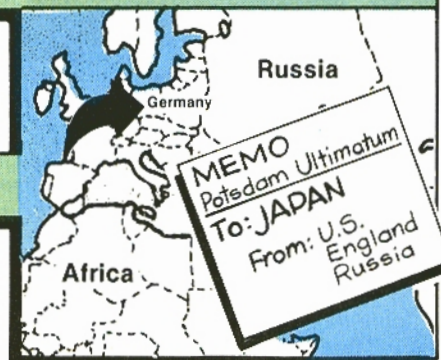 Russia
Germany
Africa
MEMO
Potsdam Ultimatum
To: JAPAN
From: U.S.
England
Russia